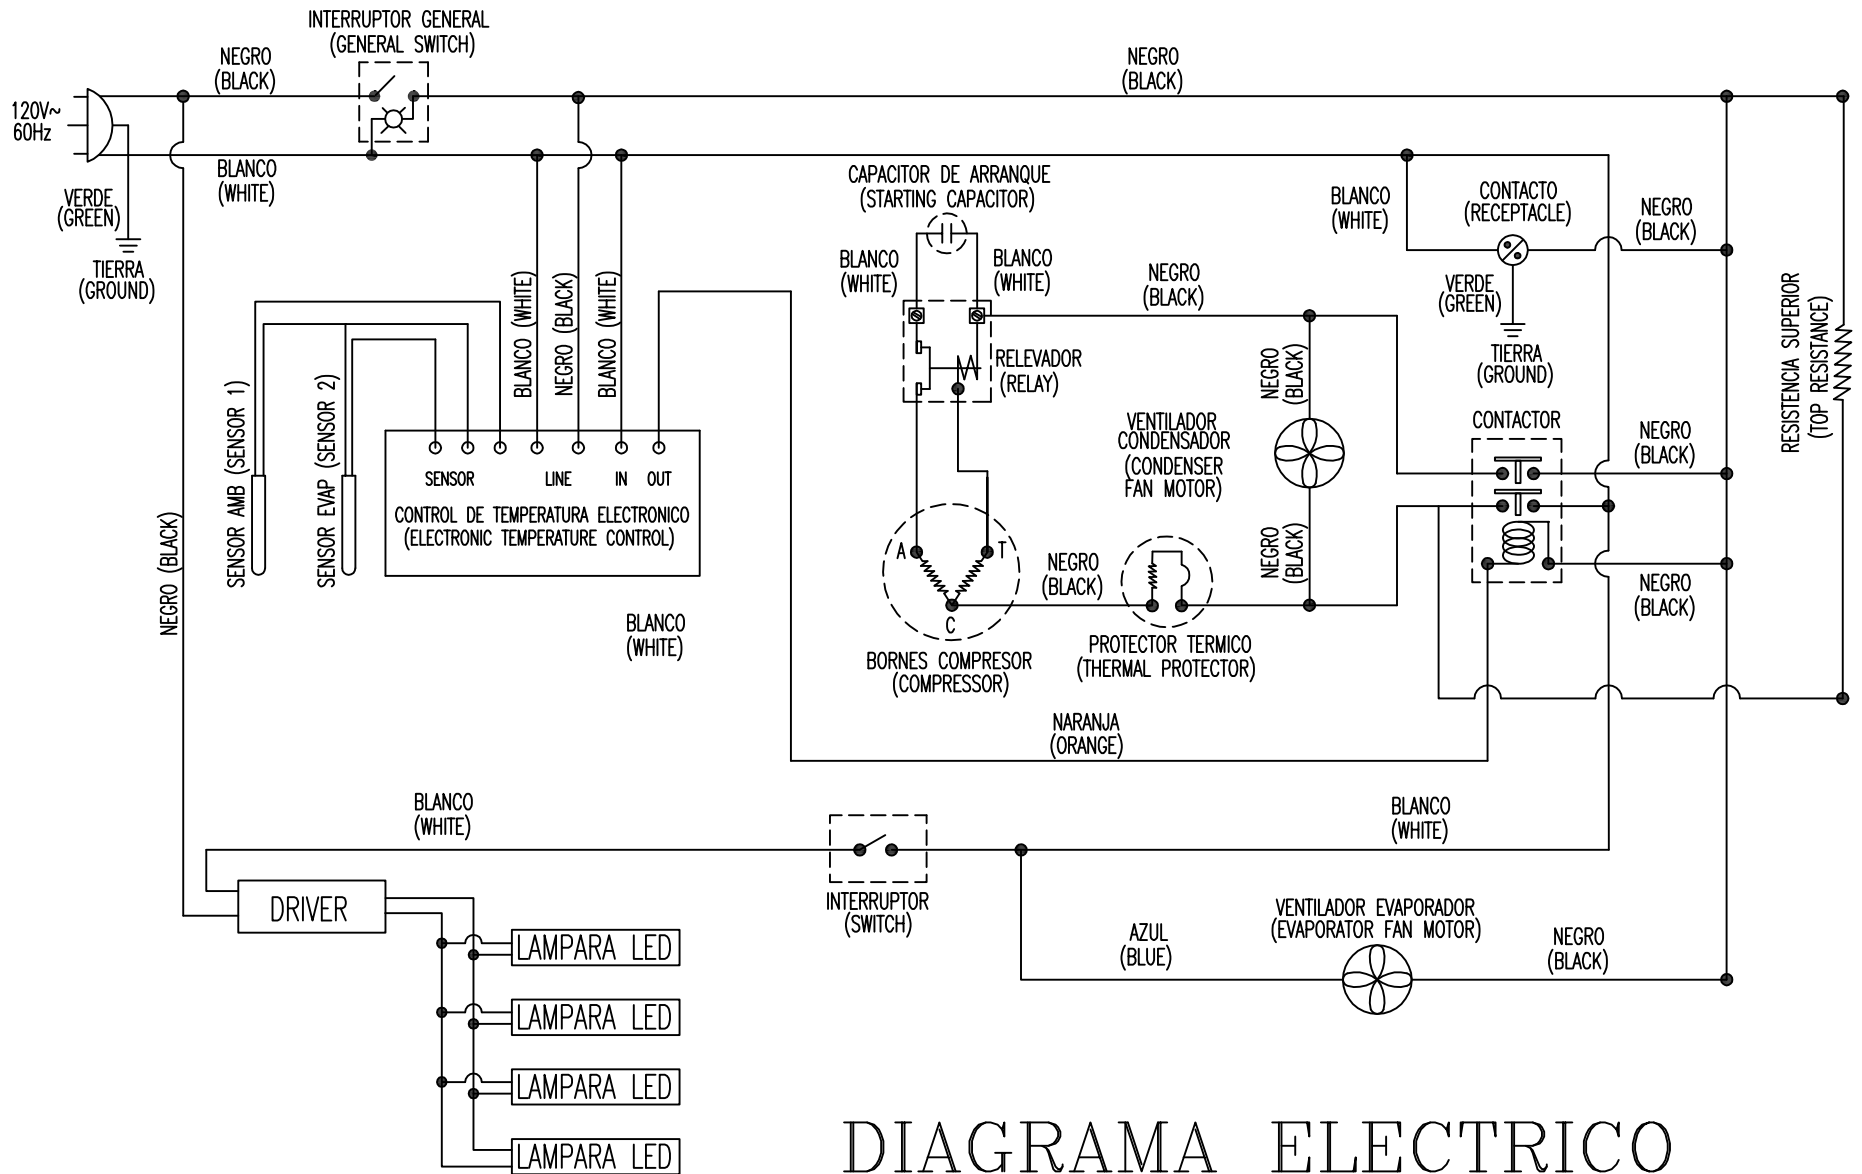 INTERRUPTOR GENERAL
(GENERAL SWITCH)
NEGRO
(BLACK)
NEGRO
(BLACK)
120V~
60Hz
BLANCO
(WHITE)
VERDE
(GREEN)
TIERRA
(GROUND)
CAPACITOR DE ARRANQUE
(STARTING CAPACITOR)
BLANCO
(WHITE)
CONTACTO
(RECEPTACLE)
NEGRO
(BLACK)
BLANCO
(WHITE)
BLANCO
(WHITE)
NEGRO
(BLACK)
VERDE
(GREEN)
TIERRA
(GROUND)
RESISTENCIA SUPERIOR
(TOP RESISTANCE)
BLANCO (WHITE)
NEGRO (BLACK)
BLANCO (WHITE)
RELEVADOR
(RELAY)
NEGRO
(BLACK)
SENSOR AMB (SENSOR 1)
SENSOR EVAP (SENSOR 2)
VENTILADOR
CONDENSADOR
(CONDENSER
FAN MOTOR)
CONTACTOR
NEGRO
(BLACK)
SENSOR LINE IN OUT
CONTROL DE TEMPERATURA ELECTRONICO
(ELECTRONIC TEMPERATURE CONTROL)
NEGRO (BLACK)
A
T
C
NEGRO
(BLACK)
NEGRO
(BLACK)
NEGRO
(BLACK)
BLANCO
(WHITE)
BORNES COMPRESOR
(COMPRESSOR)
PROTECTOR TERMICO
(THERMAL PROTECTOR)
NARANJA
(ORANGE)
BLANCO
(WHITE)
BLANCO
(WHITE)
INTERRUPTOR
(SWITCH)
DRIVER
VENTILADOR EVAPORADOR
(EVAPORATOR FAN MOTOR)
AZUL
(BLUE)
NEGRO
(BLACK)
LAMPARA LED
LAMPARA LED
LAMPARA LED
LAMPARA LED
DIAGRAMA ELECTRICO